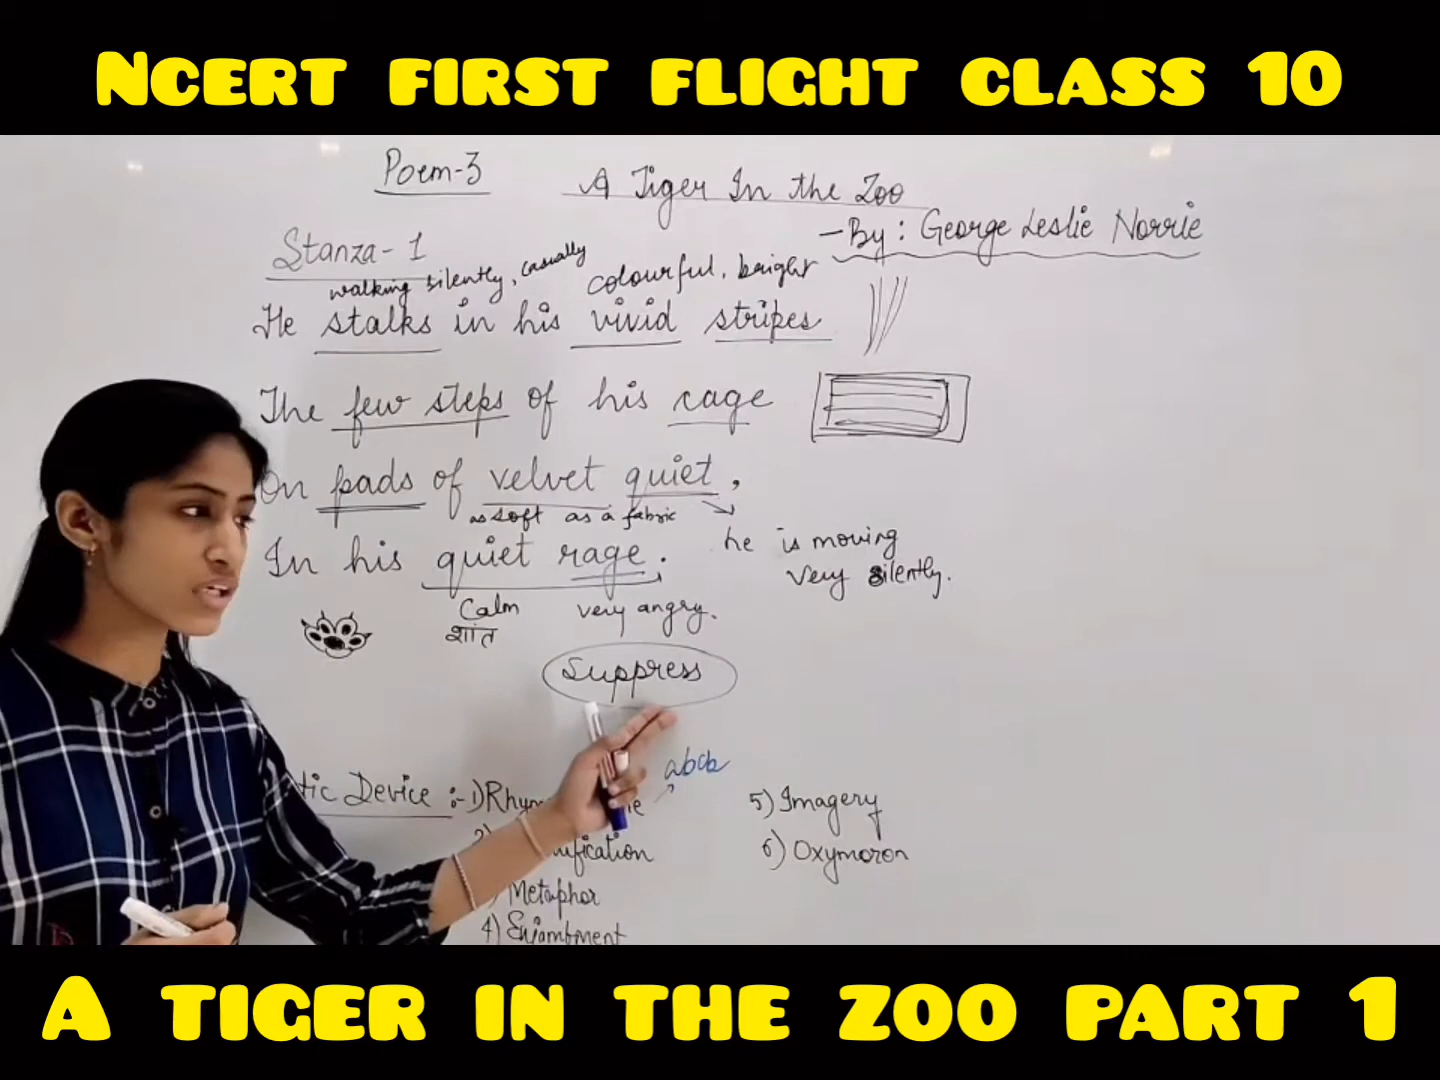 NCERT FIRST FLIGHT CLASS 10
Poem-3
A Tiger In the Zoo
-By: George Leslie Norrie
Stanza-1
walking silently, casually
colourful, bright
He stalks in his vivid stripes
The few steps of his cage
On pads of velvet quiet,
as soft as a fabric
he is moving
very silently.
In his quiet rage.
Calm
very angry.
शांत
Suppress
abcb
tic Device :- 1) Rhym
5) Imagery
6) Oxymoron
Metaphor
4) Enjambment
A TIGER IN THE ZOO PART 1